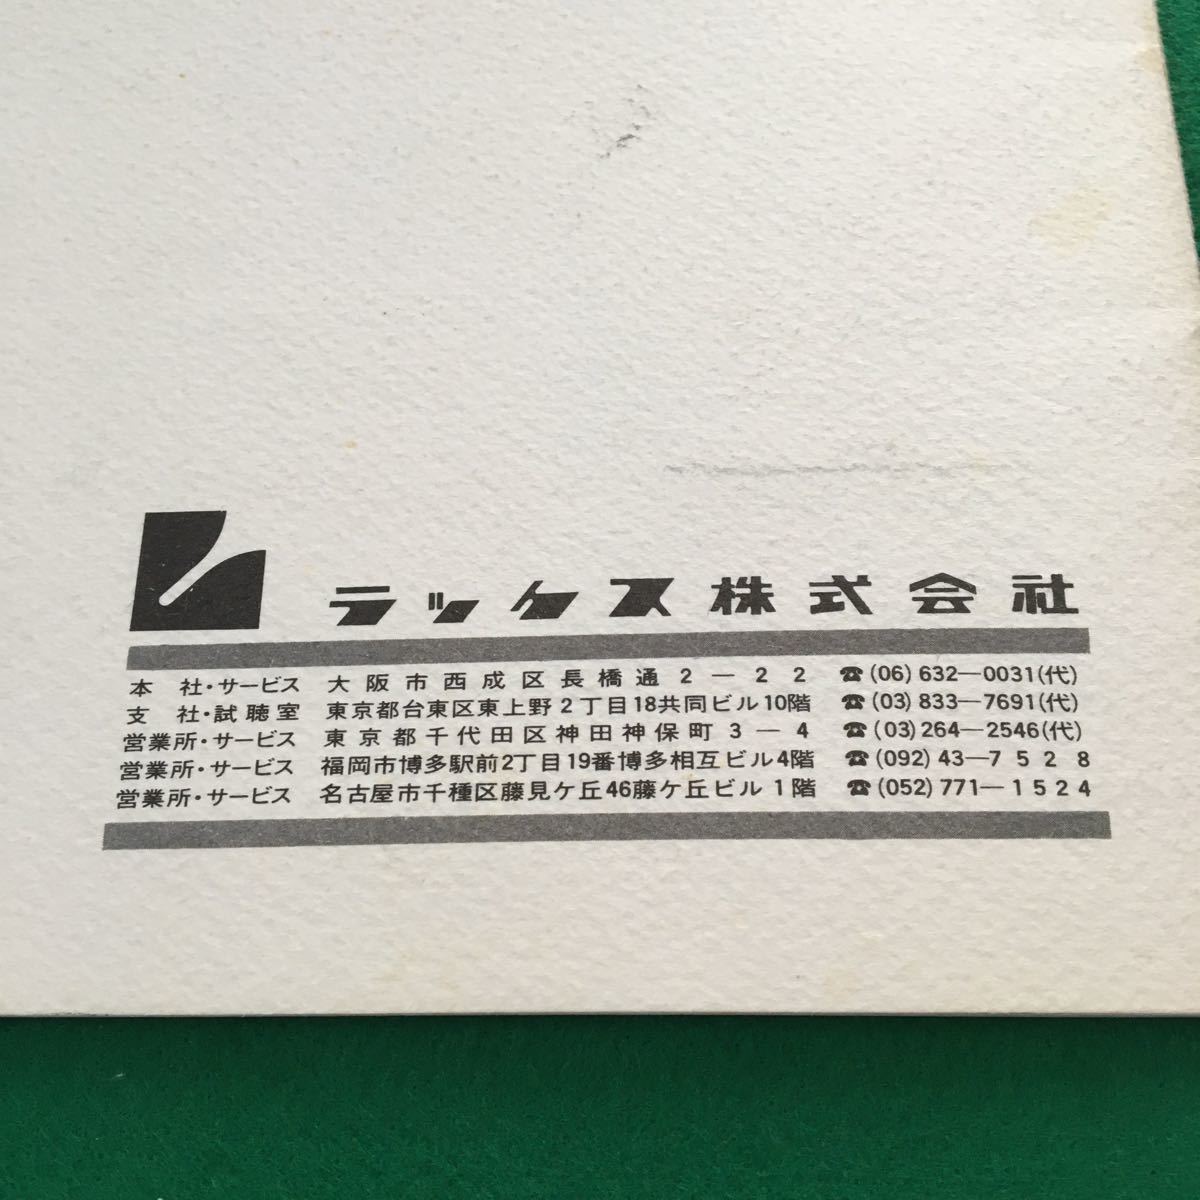 ラックス株式会社
本社・サービス 大阪市西成区長橋通2―22 ☎(06)632―0031(代)
支社・試聴室 東京都台東区東上野2丁目18共同ビル10階 ☎(03)833―7691(代)
営業所・サービス 東京都千代田区神田神保町3―4 ☎(03)264―2546(代)
営業所・サービス 福岡市博多駅前2丁目19番博多相互ビル4階 ☎(092)43―7528
営業所・サービス 名古屋市千種区藤見ケ丘46藤ケ丘ビル1階 ☎(052)771―1524